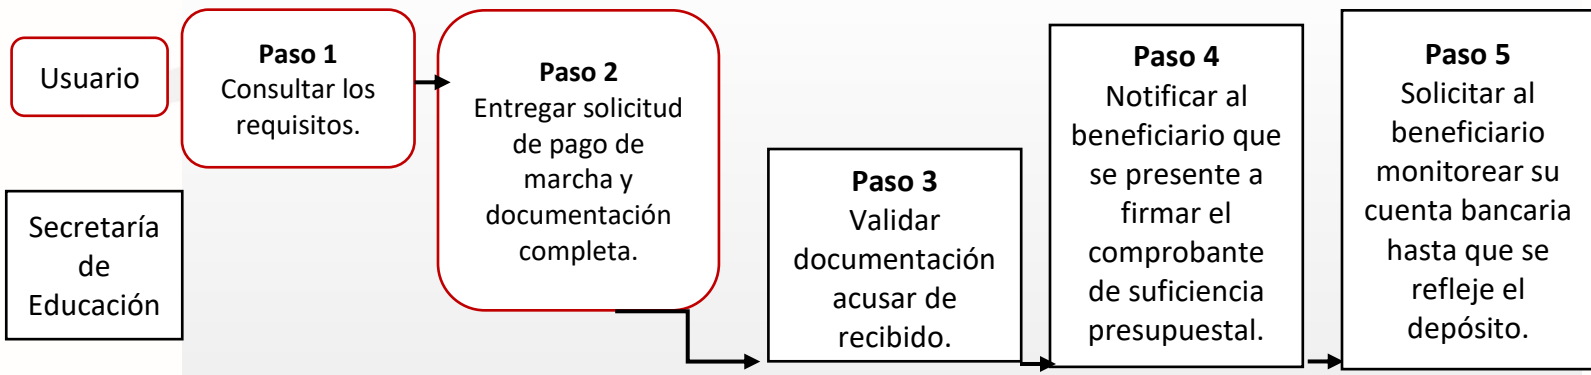 Usuario
Secretaría
de
Educación
Paso 1
Consultar los
requisitos.
Paso 2
Entregar solicitud
de pago de
marcha y
documentación
completa.
Paso 3
Validar
documentación
acusar de
recibido.
Paso 4
Notificar al
beneficiario que
se presente a
firmar el
comprobante
de suficiencia
presupuestal.
Paso 5
Solicitar al
beneficiario
monitorear su
cuenta bancaria
hasta que se
refleje el
depósito.